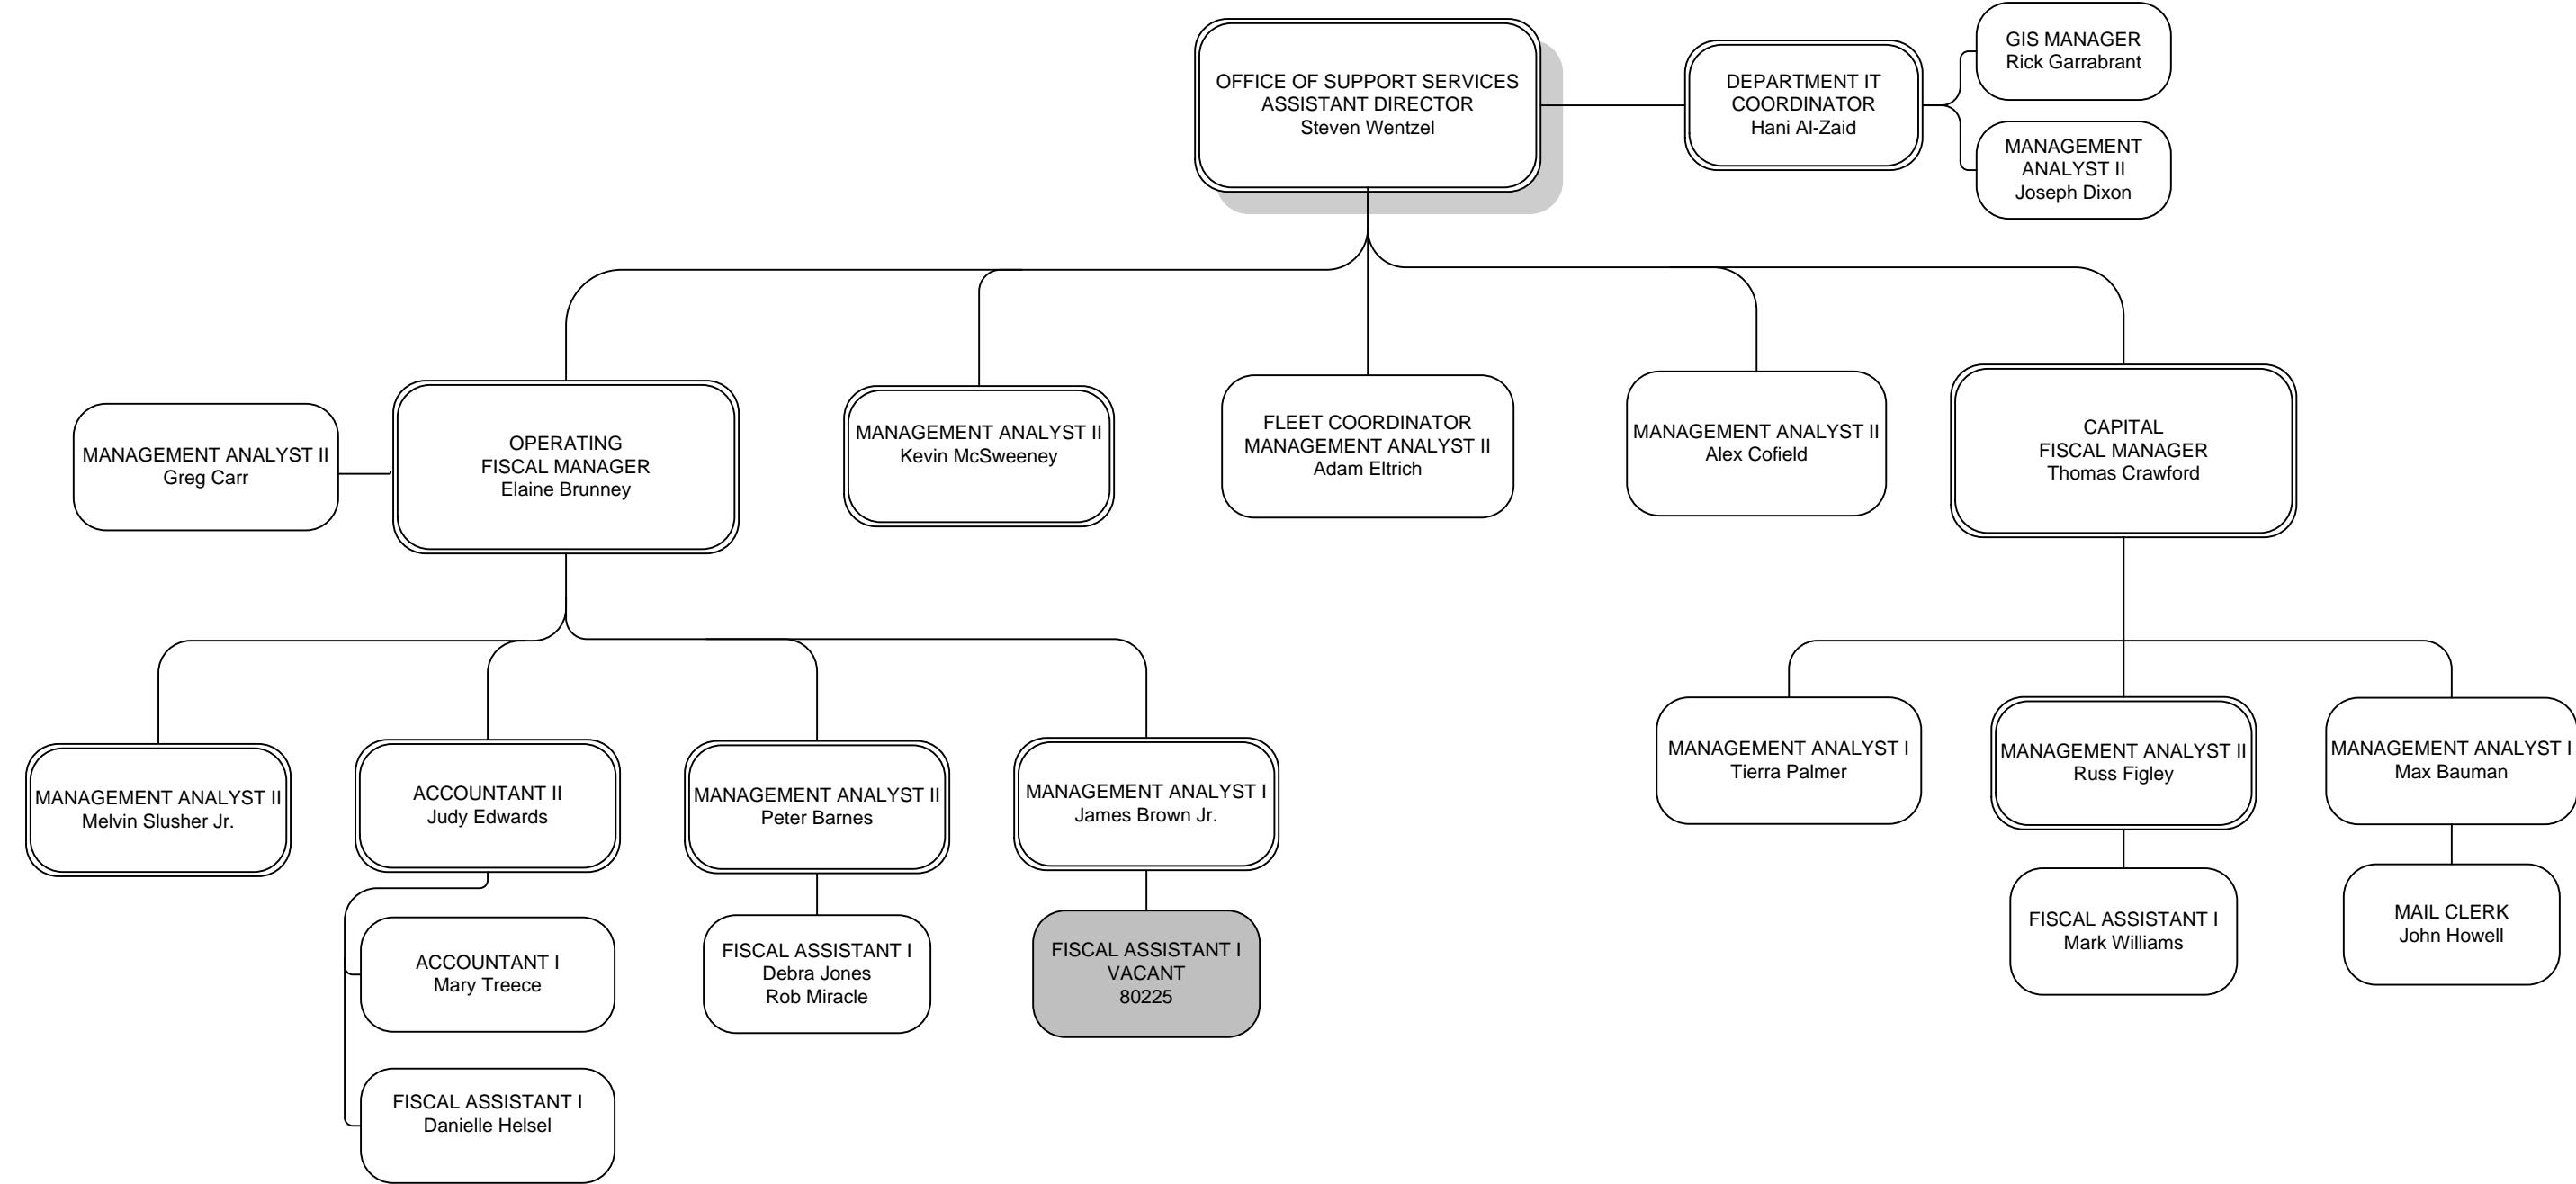 OFFICE OF SUPPORT SERVICES
ASSISTANT DIRECTOR
Steven Wentzel
DEPARTMENT IT
COORDINATOR
Hani Al-Zaid
GIS MANAGER
Rick Garrabrant
MANAGEMENT
ANALYST II
Joseph Dixon
MANAGEMENT ANALYST II
Greg Carr
OPERATING
FISCAL MANAGER
Elaine Brunney
MANAGEMENT ANALYST II
Kevin McSweeney
FLEET COORDINATOR
MANAGEMENT ANALYST II
Adam Eltrich
MANAGEMENT ANALYST II
Alex Cofield
CAPITAL
FISCAL MANAGER
Thomas Crawford
MANAGEMENT ANALYST II
Melvin Slusher Jr.
ACCOUNTANT II
Judy Edwards
MANAGEMENT ANALYST II
Peter Barnes
MANAGEMENT ANALYST I
James Brown Jr.
MANAGEMENT ANALYST I
Tierra Palmer
MANAGEMENT ANALYST II
Russ Figley
MANAGEMENT ANALYST I
Max Bauman
ACCOUNTANT I
Mary Treece
FISCAL ASSISTANT I
Debra Jones
Rob Miracle
FISCAL ASSISTANT I
VACANT
80225
FISCAL ASSISTANT I
Mark Williams
MAIL CLERK
John Howell
FISCAL ASSISTANT I
Danielle Helsel